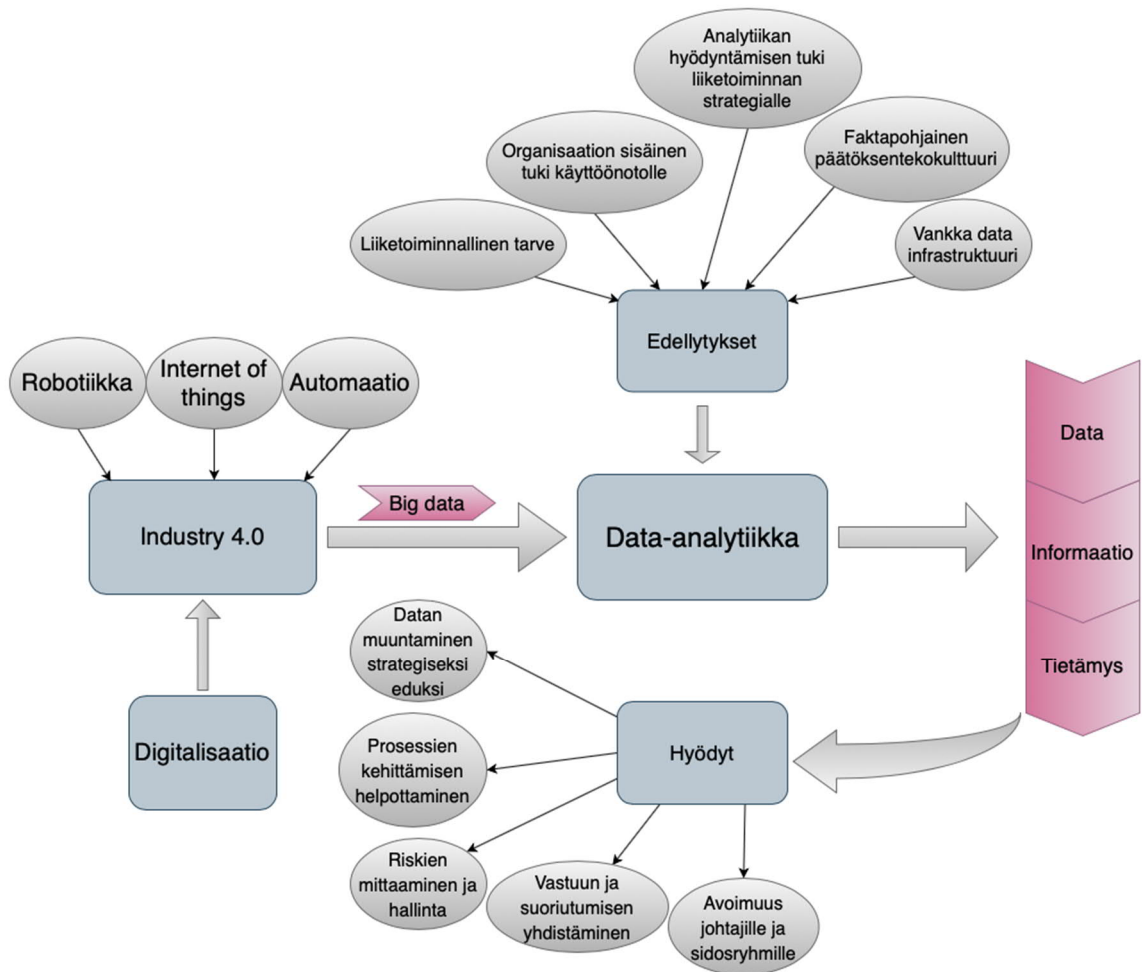 Analytiikan
hyödyntämisen tuki
liiketoiminnan
strategialle
Organisaation sisäinen
tuki käyttöönotolle
Faktapohjainen
päätöksentekokulttuuri
Liiketoiminnallinen tarve
Vankka data
infrastruktuuri
Edellytykset
Robotiikka
Internet of
things
Automaatio
Industry 4.0
Big data
Data-analytiikka
Data
Informaatio
Tietämys
Digitalisaatio
Hyödyt
Datan
muuntaminen
strategiseksi
eduksi
Prosessien
kehittämisen
helpottaminen
Riskien
mittaaminen ja
hallinta
Vastuun ja
suoriutumisen
yhdistäminen
Avoimuus
johtajille ja
sidosryhmille